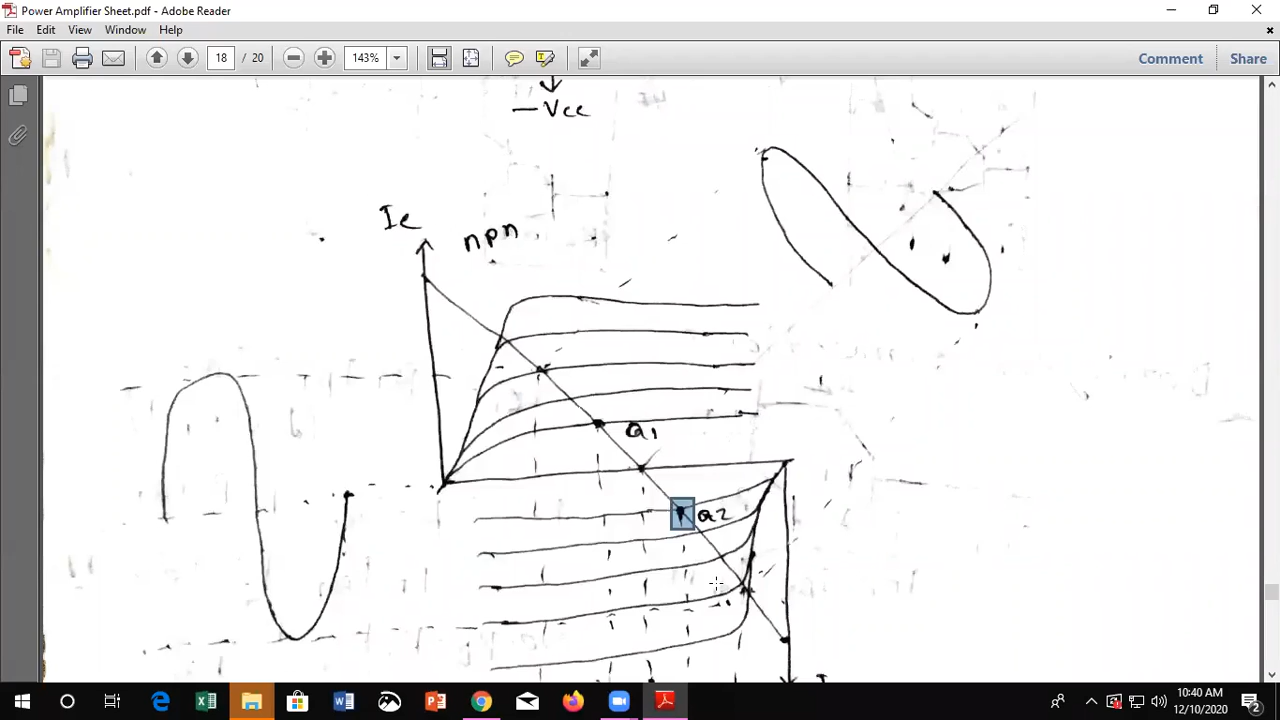 Power Amplifier Sheet.pdf - Adobe Reader
File Edit View Window Help
18 / 20 143% Comment Share
-Vcc
Ic
npn
Q1
Q2
10:40 AM
12/10/2020
2